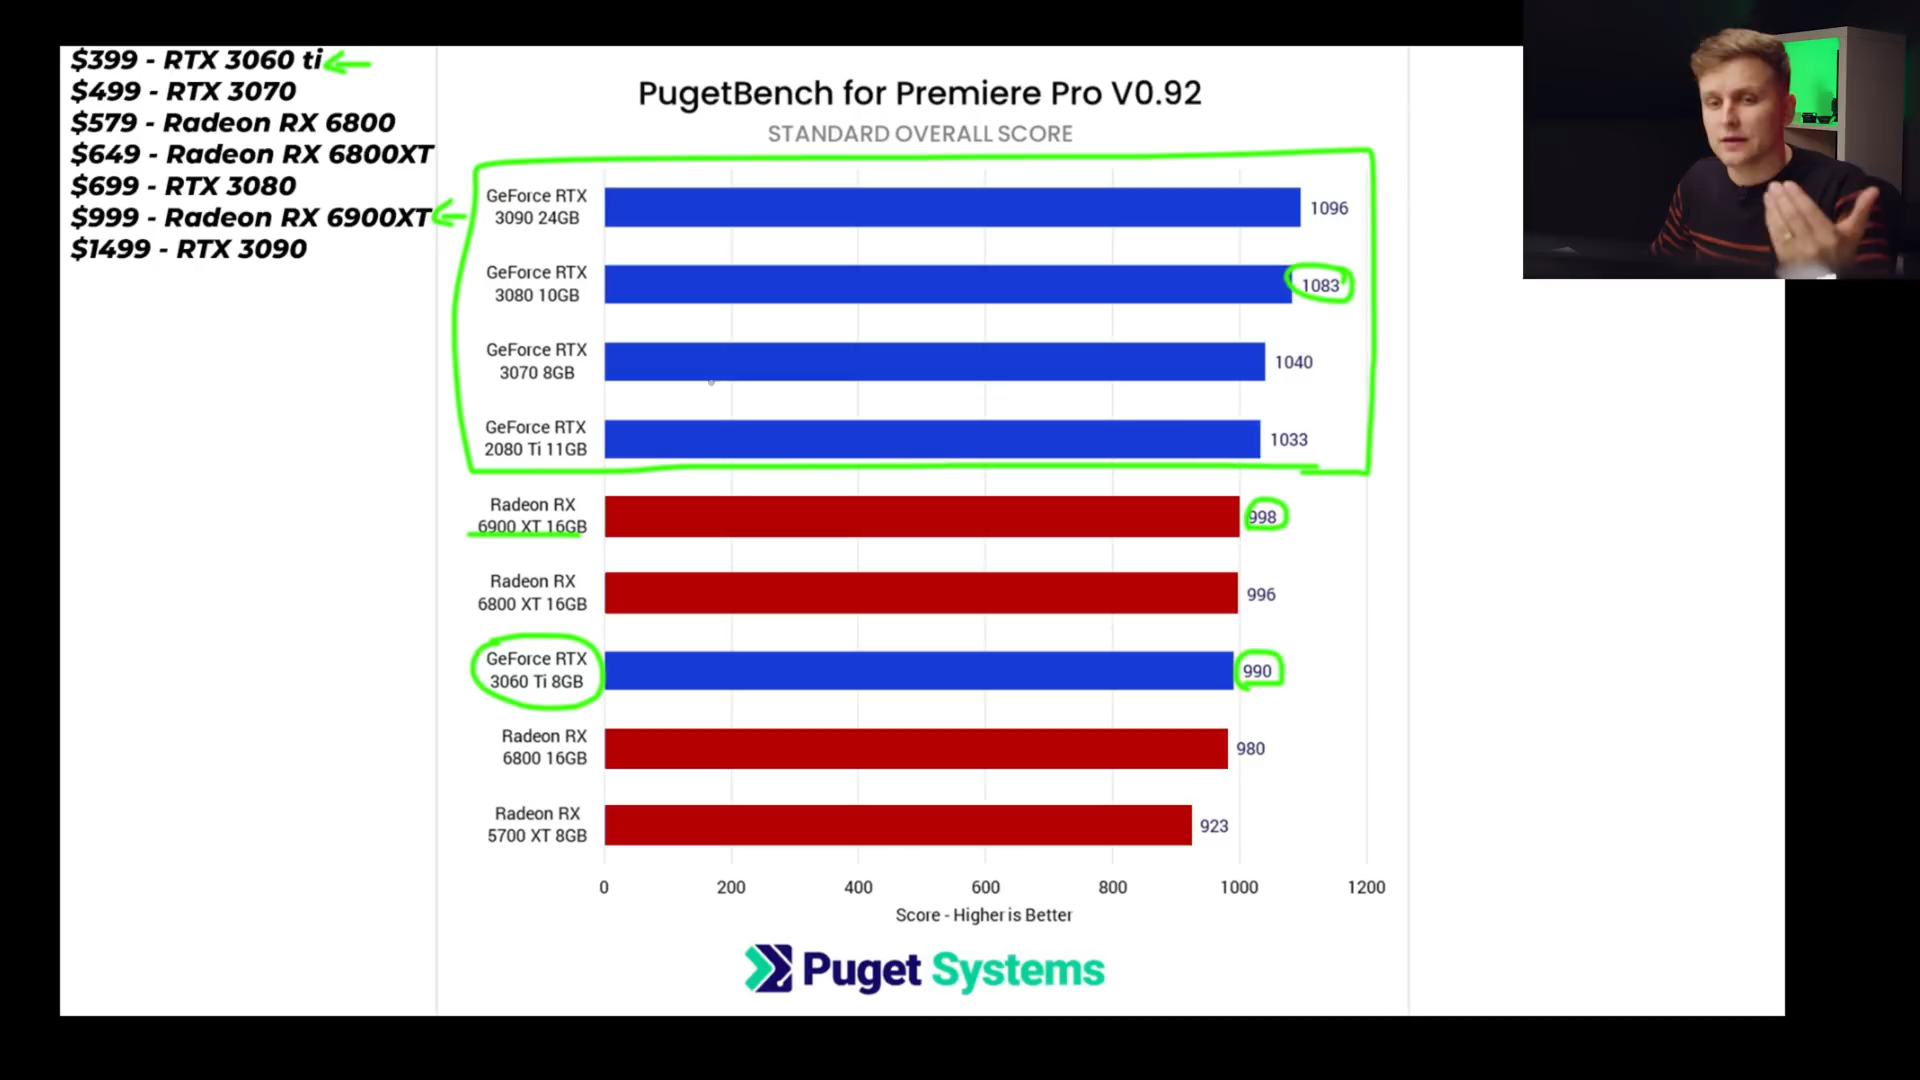 $399 - RTX 3060 ti
$499 - RTX 3070
$579 - Radeon RX 6800
$649 - Radeon RX 6800XT
$699 - RTX 3080
$999 - Radeon RX 6900XT
$1499 - RTX 3090
PugetBench for Premiere Pro V0.92
STANDARD OVERALL SCORE
GeForce RTX
3090 24GB
1096
GeForce RTX
3080 10GB
1083
GeForce RTX
3070 8GB
1040
GeForce RTX
2080 Ti 11GB
1033
Radeon RX
6900 XT 16GB
998
Radeon RX
6800 XT 16GB
996
GeForce RTX
3060 Ti 8GB
990
Radeon RX
6800 16GB
980
Radeon RX
5700 XT 8GB
923
0 200 400 600 800 1000 1200
Score - Higher is Better
Puget Systems